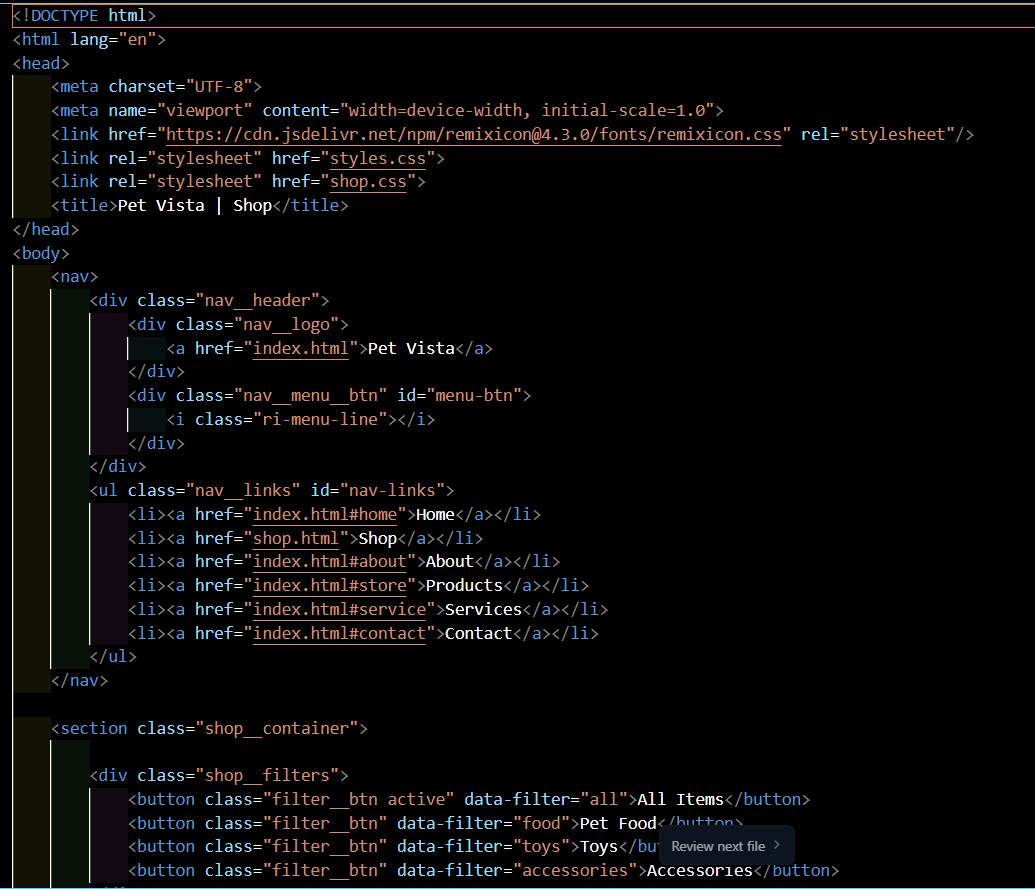 <!DOCTYPE html>
<html lang="en">
<head>
    <meta charset="UTF-8">
    <meta name="viewport" content="width=device-width, initial-scale=1.0">
    <link href="https://cdn.jsdelivr.net/npm/remixicon@4.3.0/fonts/remixicon.css" rel="stylesheet"/>
    <link rel="stylesheet" href="styles.css">
    <link rel="stylesheet" href="shop.css">
    <title>Pet Vista | Shop</title>
</head>
<body>
    <nav>
        <div class="nav__header">
            <div class="nav__logo">
                <a href="index.html">Pet Vista</a>
            </div>
            <div class="nav__menu__btn" id="menu-btn">
                <i class="ri-menu-line"></i>
            </div>
        </div>
        <ul class="nav__links" id="nav-links">
            <li><a href="index.html#home">Home</a></li>
            <li><a href="shop.html">Shop</a></li>
            <li><a href="index.html#about">About</a></li>
            <li><a href="index.html#store">Products</a></li>
            <li><a href="index.html#service">Services</a></li>
            <li><a href="index.html#contact">Contact</a></li>
        </ul>
    </nav>

    <section class="shop__container">

        <div class="shop__filters">
            <button class="filter__btn active" data-filter="all">All Items</button>
            <button class="filter__btn" data-filter="food">Pet Food</button>
            <button class="filter__btn" data-filter="toys">Toys</bu
Review next file >
            <button class="filter__btn" data-filter="accessories">Accessories</button>